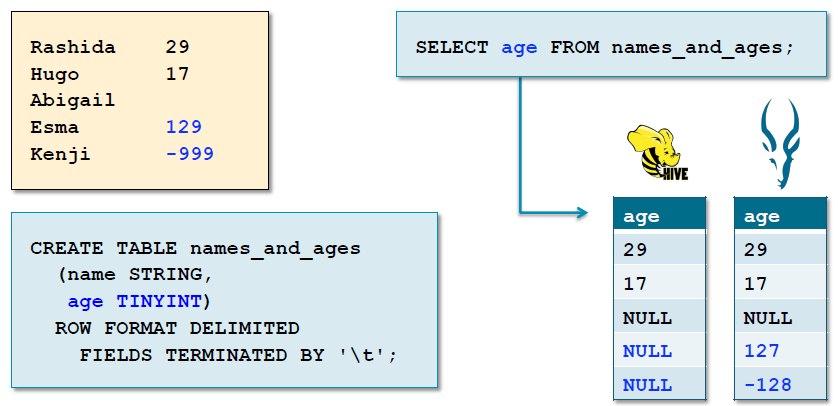 Rashida 29
Hugo 17
Abigail
Esma 129
Kenji -999
SELECT age FROM names_and_ages;
CREATE TABLE names_and_ages
(name STRING,
age TINYINT)
ROW FORMAT DELIMITED
FIELDS TERMINATED BY '\t';
HIVE
age age
29 29
17 17
NULL NULL
NULL 127
NULL -128